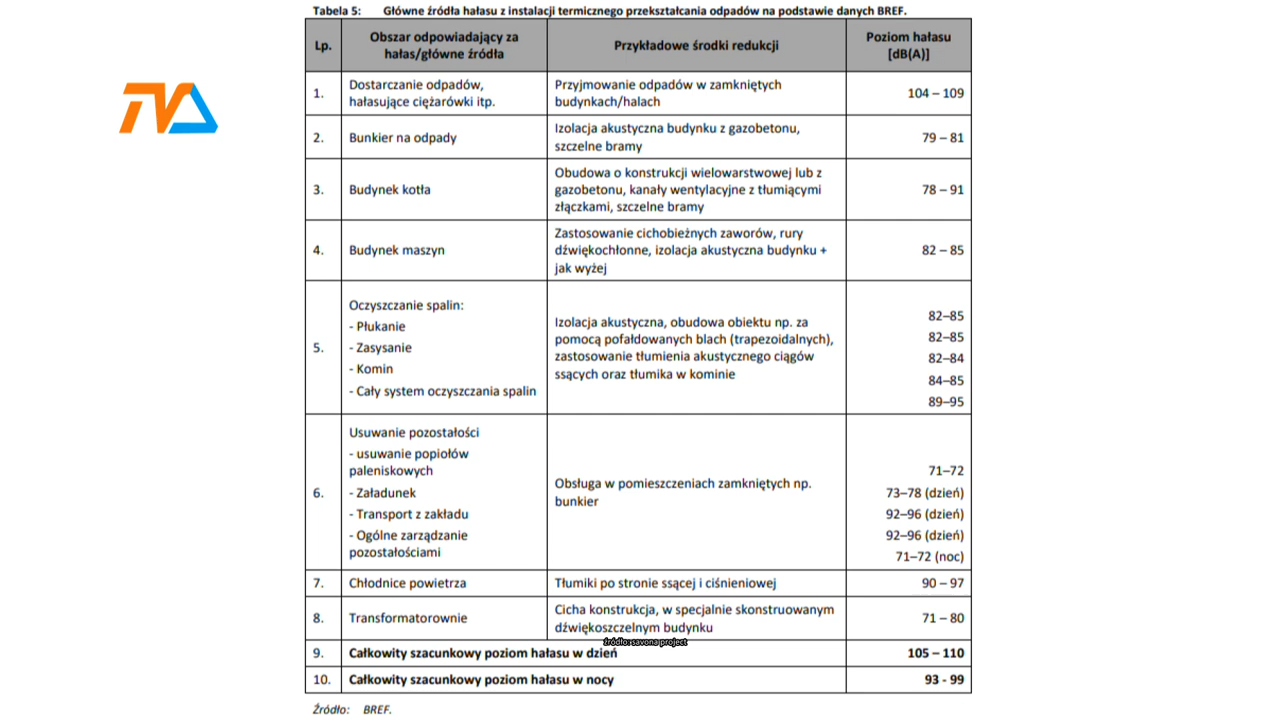 Tabela 5: Główne źródła hałasu z instalacji termicznego przekształcania odpadów na podstawie danych BREF.
Lp.
Obszar odpowiadający za
hałas/główne źródła
Przykładowe środki redukcji
Poziom hałasu
[dB(A)]
TVA
1.
Dostarczanie odpadów,
hałasujące ciężarówki itp.
Przyjmowanie odpadów w zamkniętych
budynkach/halach
104 – 109
2.
Bunkier na odpady
Izolacja akustyczna budynku z gazobetonu,
szczelne bramy
79 – 81
3.
Budynek kotła
Obudowa o konstrukcji wielowarstwowej lub z
gazobetonu, kanały wentylacyjne z tłumiącymi
złączkami, szczelne bramy
78 – 91
4.
Budynek maszyn
Zastosowanie cichobieżnych zaworów, rury
dźwiękochłonne, izolacja akustyczna budynku +
jak wyżej
82 – 85
5.
Oczyszczanie spalin:
- Płukanie
- Zasysanie
- Komin
- Cały system oczyszczania spalin
Izolacja akustyczna, obudowa obiektu np. za
pomocą pofałdowanych blach (trapezoidalnych),
zastosowanie tłumienia akustycznego ciągów
ssących oraz tłumika w kominie
82–85
82–85
82–84
84–85
89–95
6.
Usuwanie pozostałości
- usuwanie popiołów
paleniskowych
- Załadunek
- Transport z zakładu
- Ogólne zarządzanie
pozostałościami
Obsługa w pomieszczeniach zamkniętych np.
bunkier
71–72
73–78 (dzień)
92–96 (dzień)
92–96 (dzień)
71–72 (noc)
7.
Chłodnice powietrza
Tłumiki po stronie ssącej i ciśnieniowej
90 – 97
8.
Transformatorownie
Cicha konstrukcja, w specjalnie skonstruowanym
dźwiękoszczelnym budynku
71 – 80
źródło: savona project
9.
Całkowity szacunkowy poziom hałasu w dzień
105 – 110
10.
Całkowity szacunkowy poziom hałasu w nocy
93 - 99
Źródło: BREF.